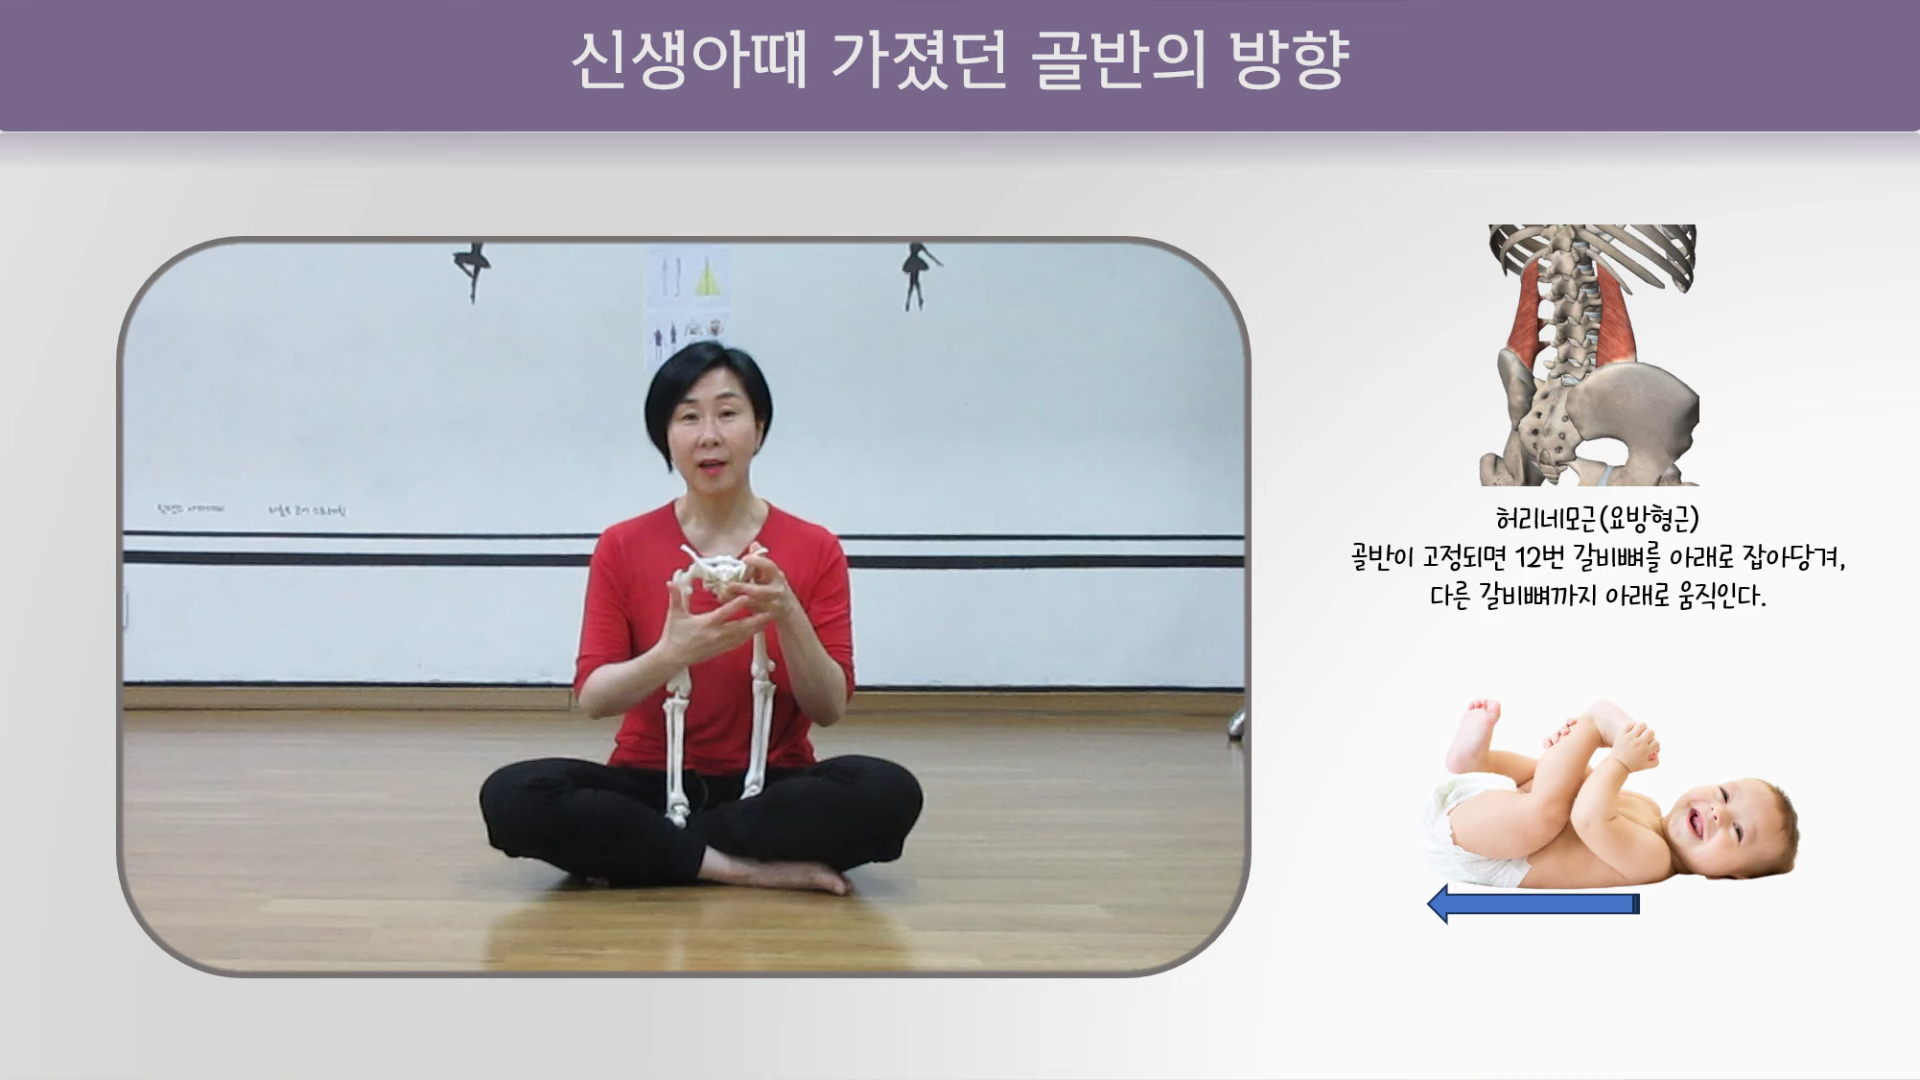 신생아때 가졌던 골반의 방향
허리네모근(요방형근)
골반이 고정되면 12번 갈비뼈를 아래로 잡아당겨,
다른 갈비뼈까지 아래로 움직인다.